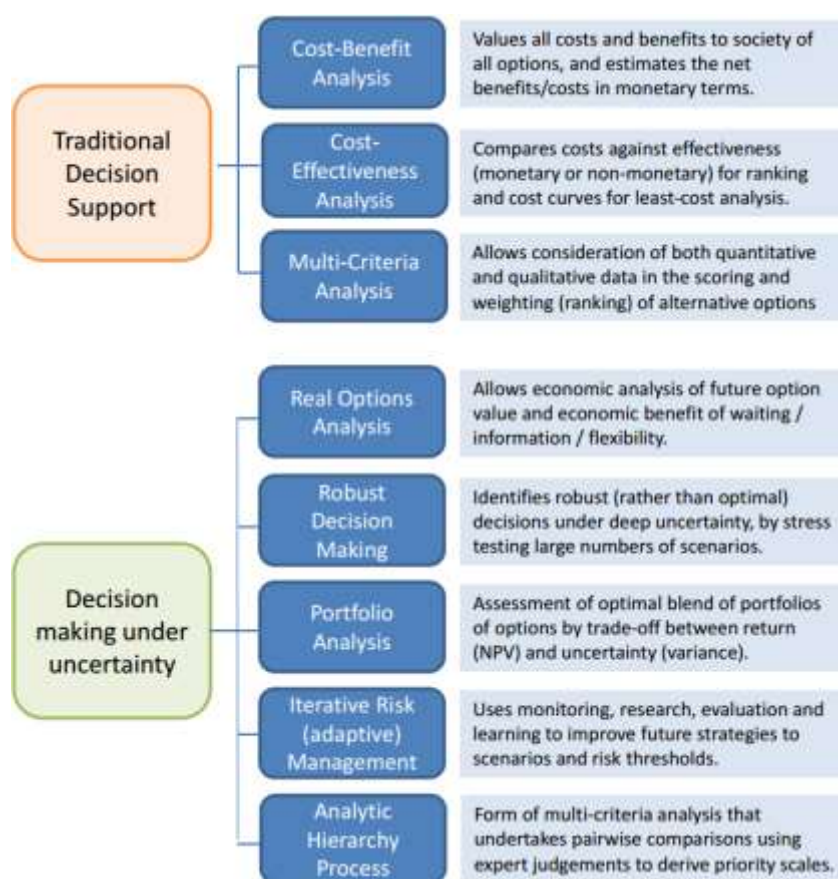 Traditional
Decision
Support
Cost-Benefit
Analysis
Values all costs and benefits to society of
all options, and estimates the net
benefits/costs in monetary terms.
Cost-
Effectiveness
Analysis
Compares costs against effectiveness
(monetary or non-monetary) for ranking
and cost curves for least-cost analysis.
Multi-Criteria
Analysis
Allows consideration of both quantitative
and qualitative data in the scoring and
weighting (ranking) of alternative options
Decision
making under
uncertainty
Real Options
Analysis
Allows economic analysis of future option
value and economic benefit of waiting /
information / flexibility.
Robust
Decision
Making
Identifies robust (rather than optimal)
decisions under deep uncertainty, by stress
testing large numbers of scenarios.
Portfolio
Analysis
Assessment of optimal blend of portfolios
of options by trade-off between return
(NPV) and uncertainty (variance).
Iterative Risk
(adaptive)
Management
Uses monitoring, research, evaluation and
learning to improve future strategies to
scenarios and risk thresholds.
Analytic
Hierarchy
Process
Form of multi-criteria analysis that
undertakes pairwise comparisons using
expert judgements to derive priority scales.